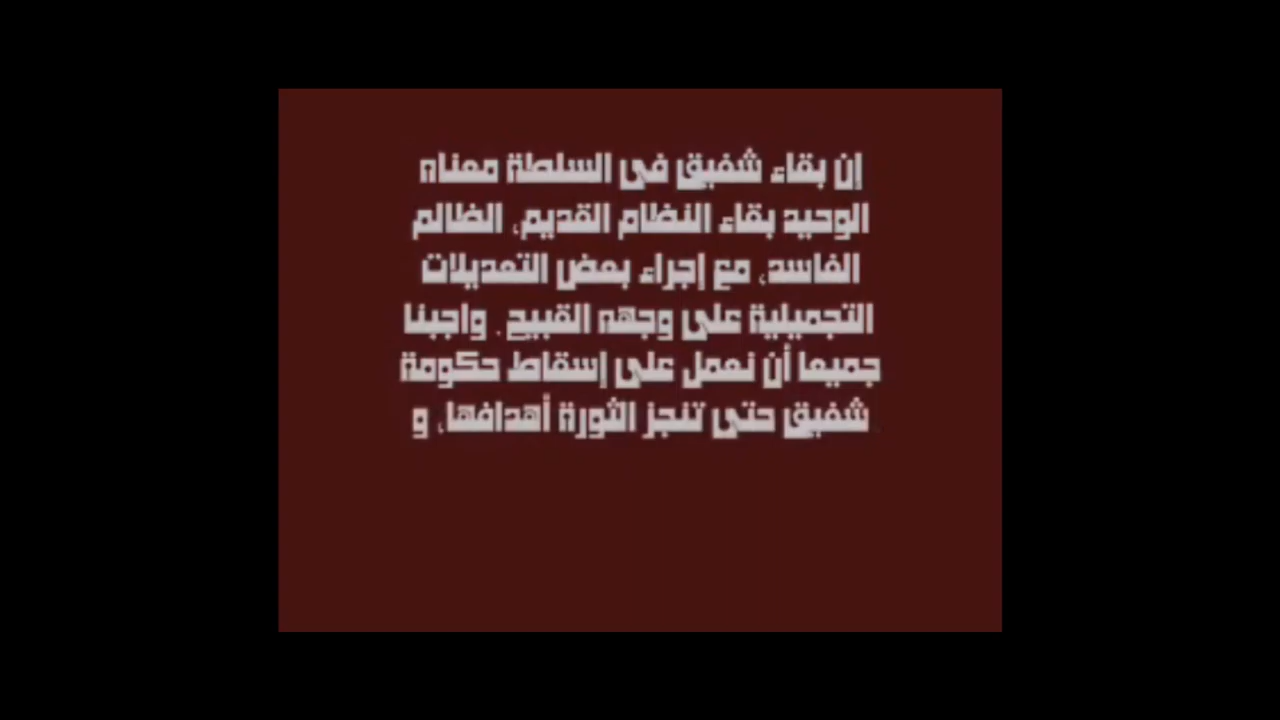 إن بقاء شفيق فى السلطة معناه
الوحيد بقاء النظام القديم، الظالم
الفاسد، مع إجراء بعض التعديلات
التجميلية على وجهه القبيح. واجبنا
جميعا أن نعمل على إسقاط حكومة
شفيق حتى تنجز الثورة أهدافها، و